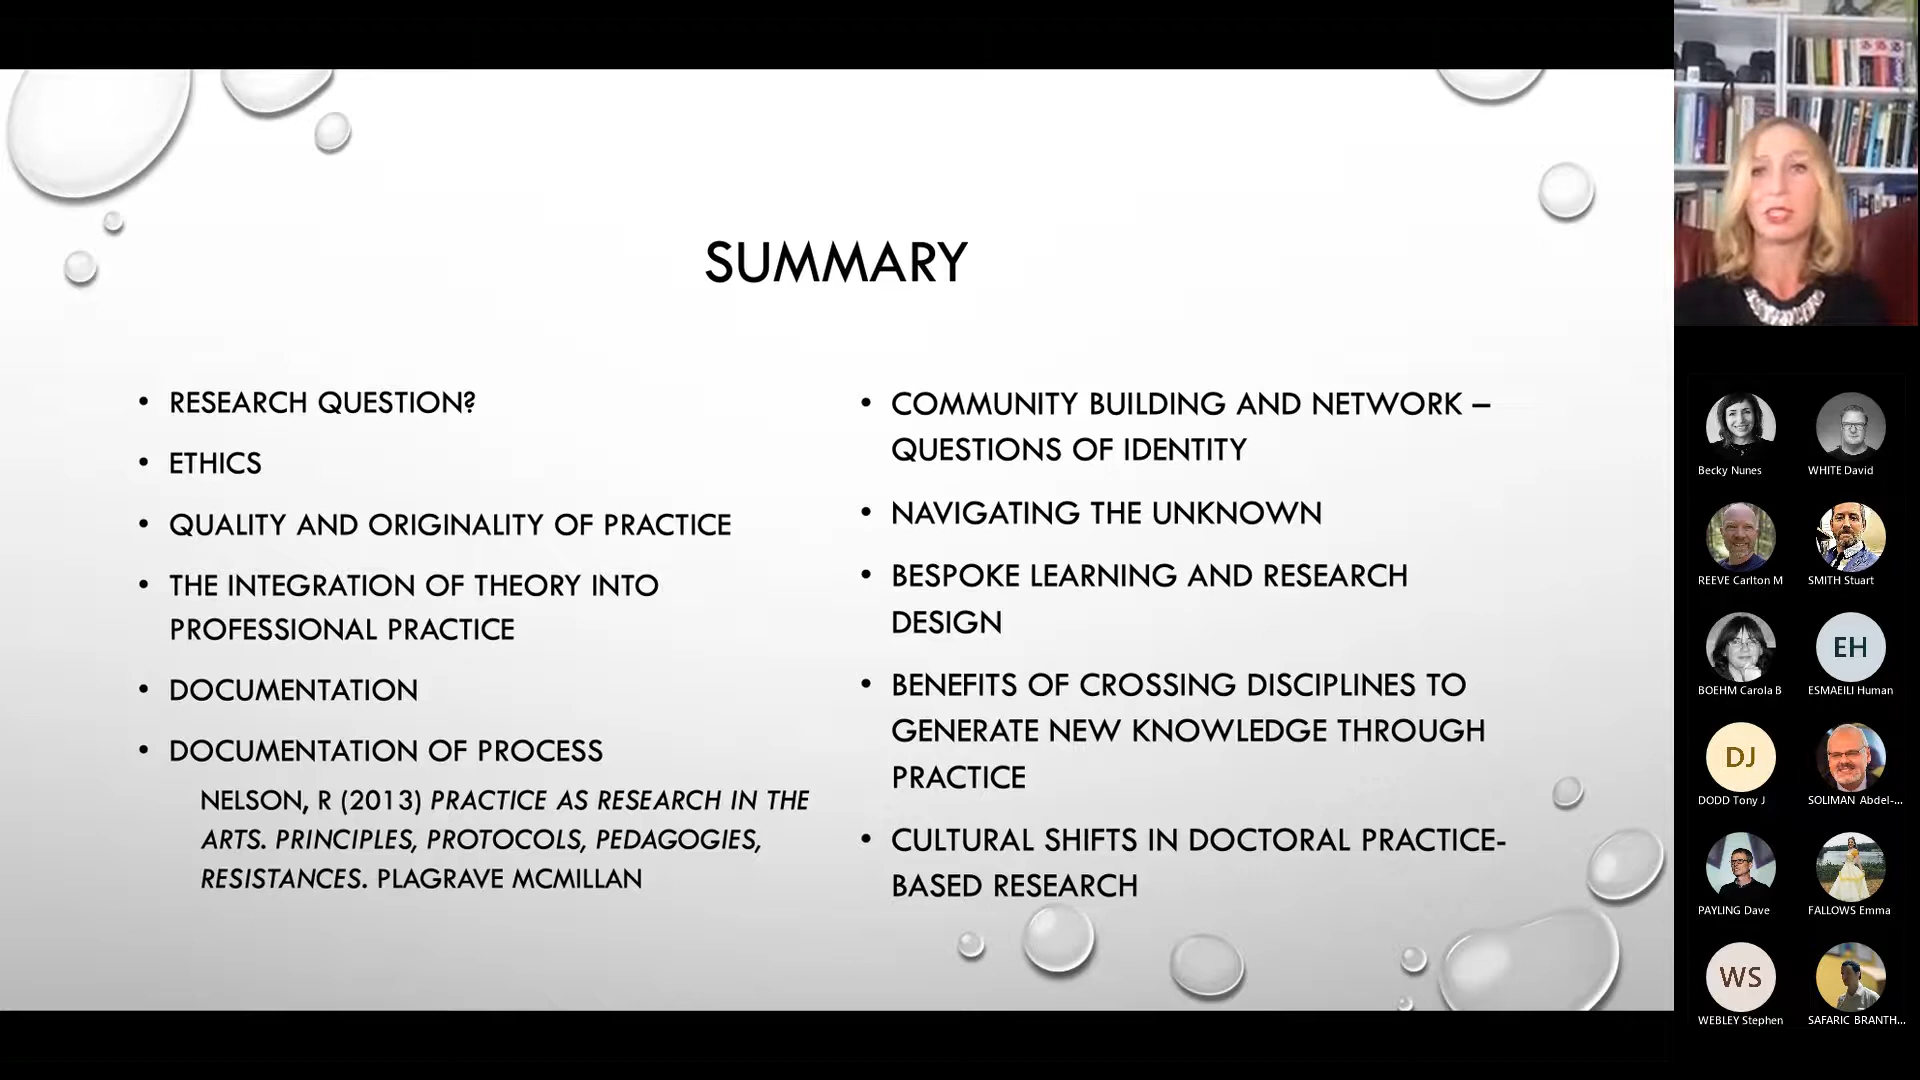 SUMMARY
• RESEARCH QUESTION?
• ETHICS
• QUALITY AND ORIGINALITY OF PRACTICE
• THE INTEGRATION OF THEORY INTO
PROFESSIONAL PRACTICE
• DOCUMENTATION
• DOCUMENTATION OF PROCESS
NELSON, R (2013) PRACTICE AS RESEARCH IN THE
ARTS. PRINCIPLES, PROTOCOLS, PEDAGOGIES,
RESISTANCES. PLAGRAVE MCMILLAN
• COMMUNITY BUILDING AND NETWORK –
QUESTIONS OF IDENTITY
• NAVIGATING THE UNKNOWN
• BESPOKE LEARNING AND RESEARCH
DESIGN
• BENEFITS OF CROSSING DISCIPLINES TO
GENERATE NEW KNOWLEDGE THROUGH
PRACTICE
• CULTURAL SHIFTS IN DOCTORAL PRACTICE-
BASED RESEARCH
Becky Nunes
WHITE David
REEVE Carlton M
SMITH Stuart
BOEHM Carola B
EH
ESMAEILI Human
DJ
DODD Tony J
SOLIMAN Abdel-...
PAYLING Dave
FALLOWS Emma
WS
WEBLEY Stephen
SAFARIC BRANTH...